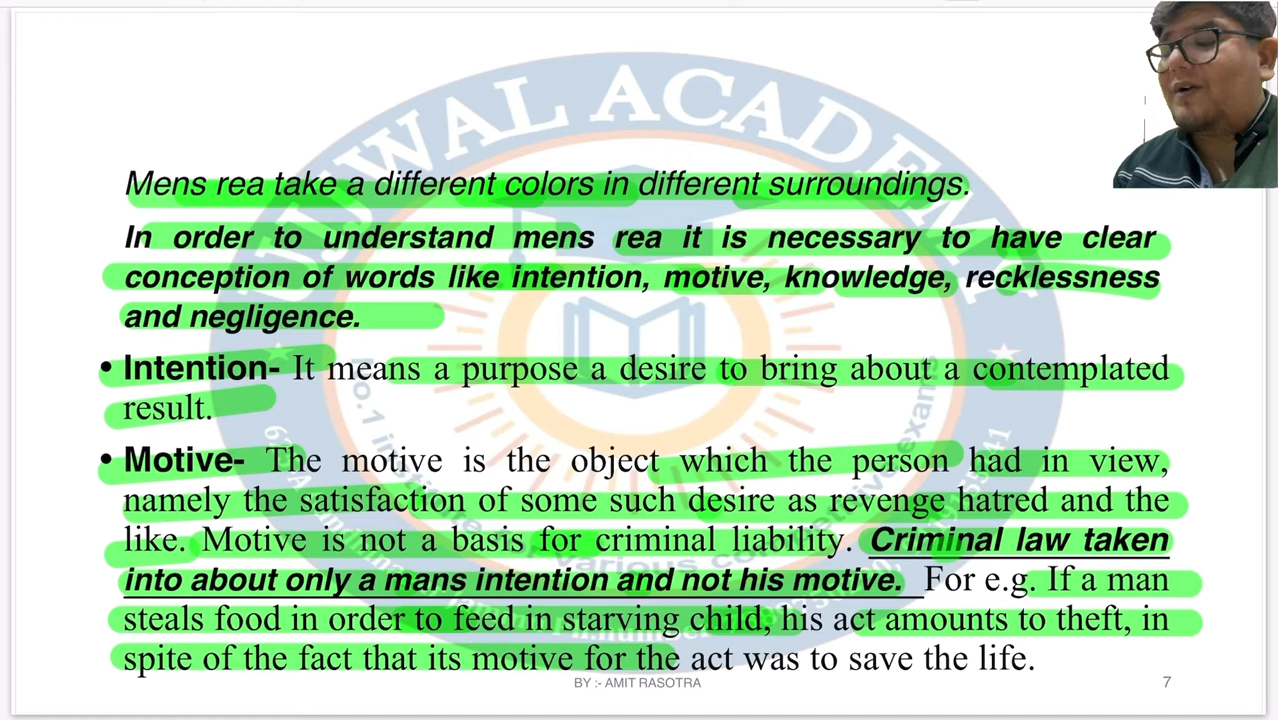 UJJWAL ACADEMY
Mens rea take a different colors in different surroundings.
In order to understand mens rea it is necessary to have clear
conception of words like intention, motive, knowledge, recklessness
and negligence.
• Intention- It means a purpose a desire to bring about a contemplated
result.
• Motive- The motive is the object which the person had in view,
namely the satisfaction of some such desire as revenge hatred and the
like. Motive is not a basis for criminal liability. Criminal law taken
into about only a mans intention and not his motive. For e.g. If a man
steals food in order to feed in starving child, his act amounts to theft, in
spite of the fact that its motive for the act was to save the life.
BY :- AMIT RASOTRA
7